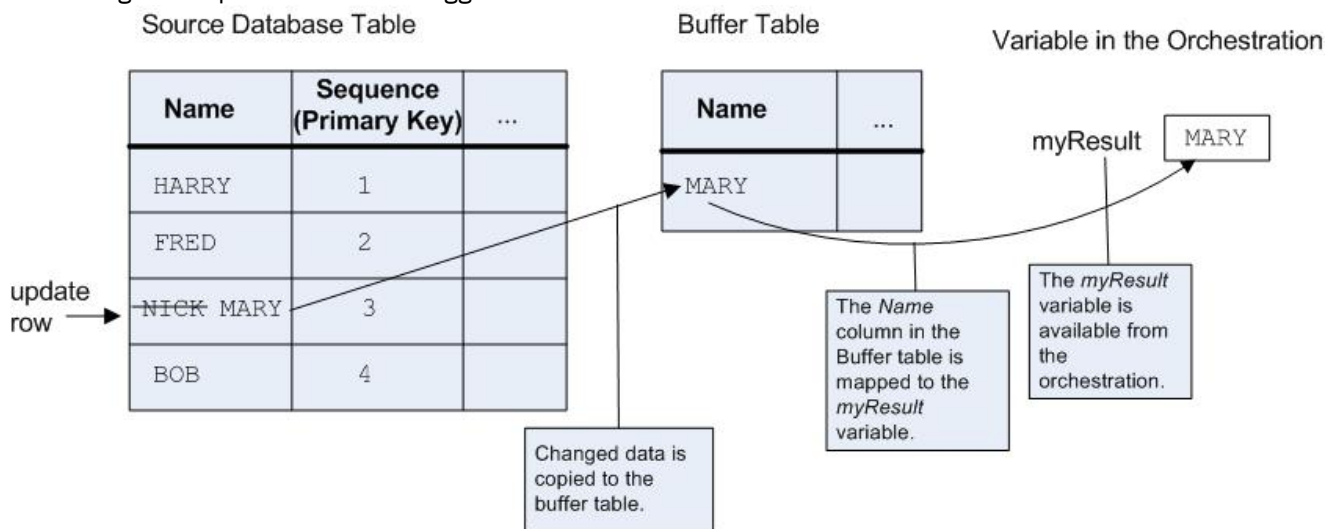 Source Database Table
Buffer Table
Variable in the Orchestration
Name
Sequence
(Primary Key)
...
HARRY
1
FRED
2
NICK MARY
3
BOB
4
update
row
Name
...
MARY
myResult
MARY
Changed data is
copied to the
buffer table.
The Name
column in the
Buffer table is
mapped to the
myResult
variable.
The myResult
variable is
available from
the
orchestration.